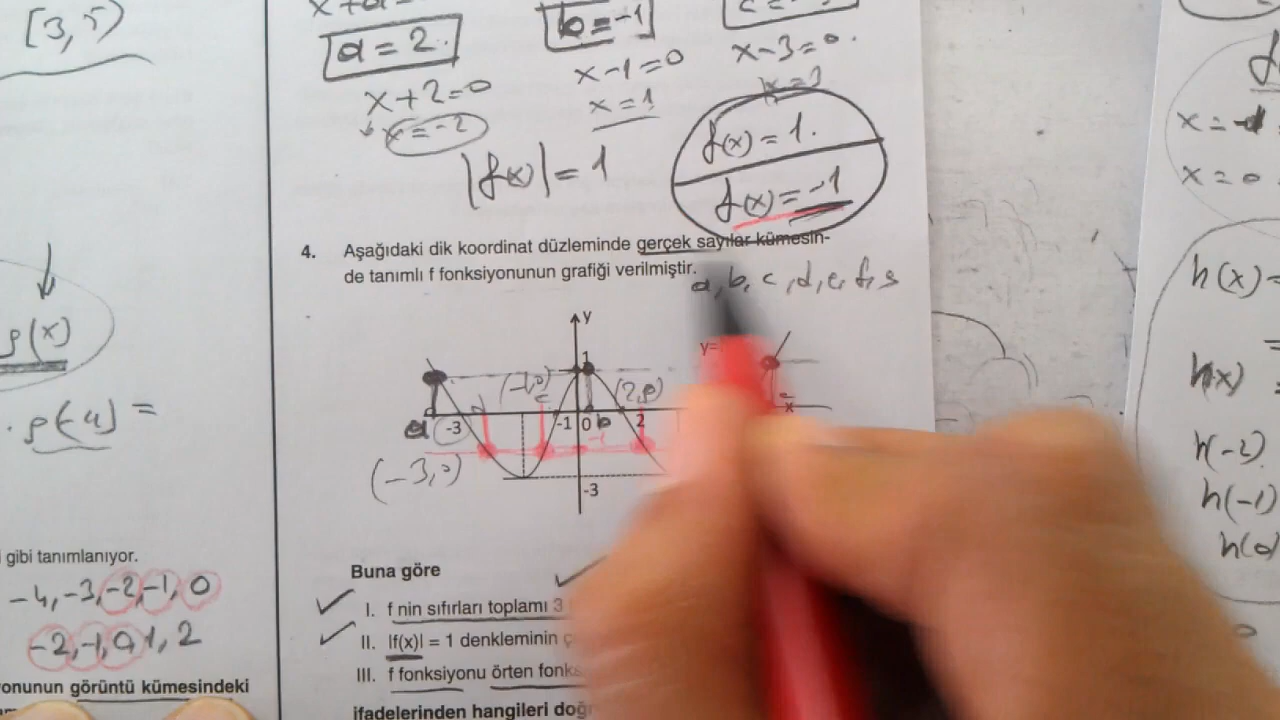 [3,5)
a = 2.
b = -1
x+2=0
x-1=0
x-3=0.
x=-2
x=1
|f(x)| = 1
f(x) = 1.
f(x) = -1
4. Aşağıdaki dik koordinat düzleminde gerçek sayılar kümesin-
de tanımlı f fonksiyonunun grafiği verilmiştir.
a, b, c, d, e, f, g
y
1
y=
(-1,0)
(2,0)
d
c
a
-3
-1
0
b
2
x
-1
(-3,0)
-3
Buna göre
I. f nin sıfırları toplamı 3
II. |f(x)| = 1 denkleminin
III. f fonksiyonu örten fonks
ifadelerinden hangileri doğ
gibi tanımlanıyor.
-4, -3, -2, -1, 0
-2, -1, 0, 1, 2
onunun görüntü kümesindeki
x=0
h(x)=
h(x)
h(-2)
h(-1)
h(0)